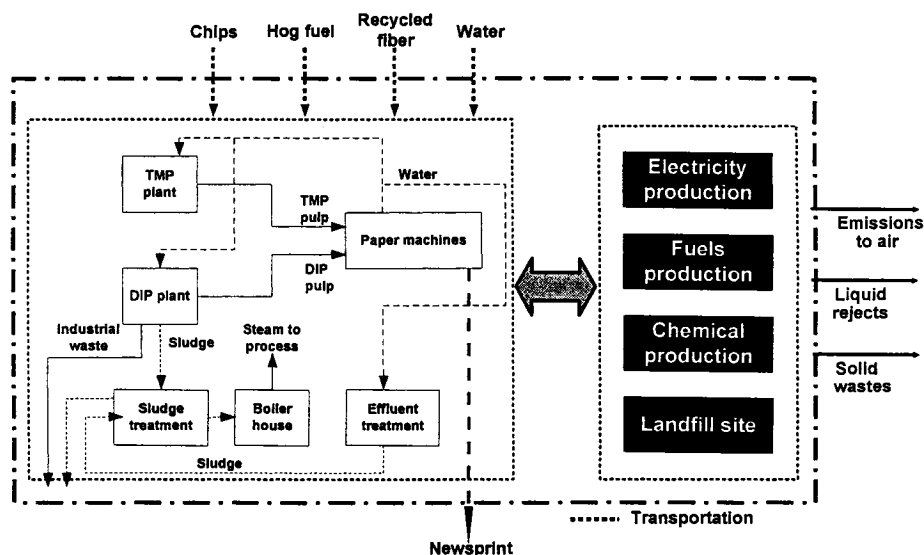 Chips
Hog fuel
Recycled
fiber
Water
TMP
plant
Water
TMP
pulp
Paper machines
DIP
pulp
DIP plant
Industrial
waste
Sludge
Steam to
process
Sludge
treatment
Boiler
house
Effluent
treatment
Sludge
Electricity
production
Fuels
production
Chemical
production
Landfill site
Emissions
to air
Liquid
rejects
Solid
wastes
Transportation
Newsprint